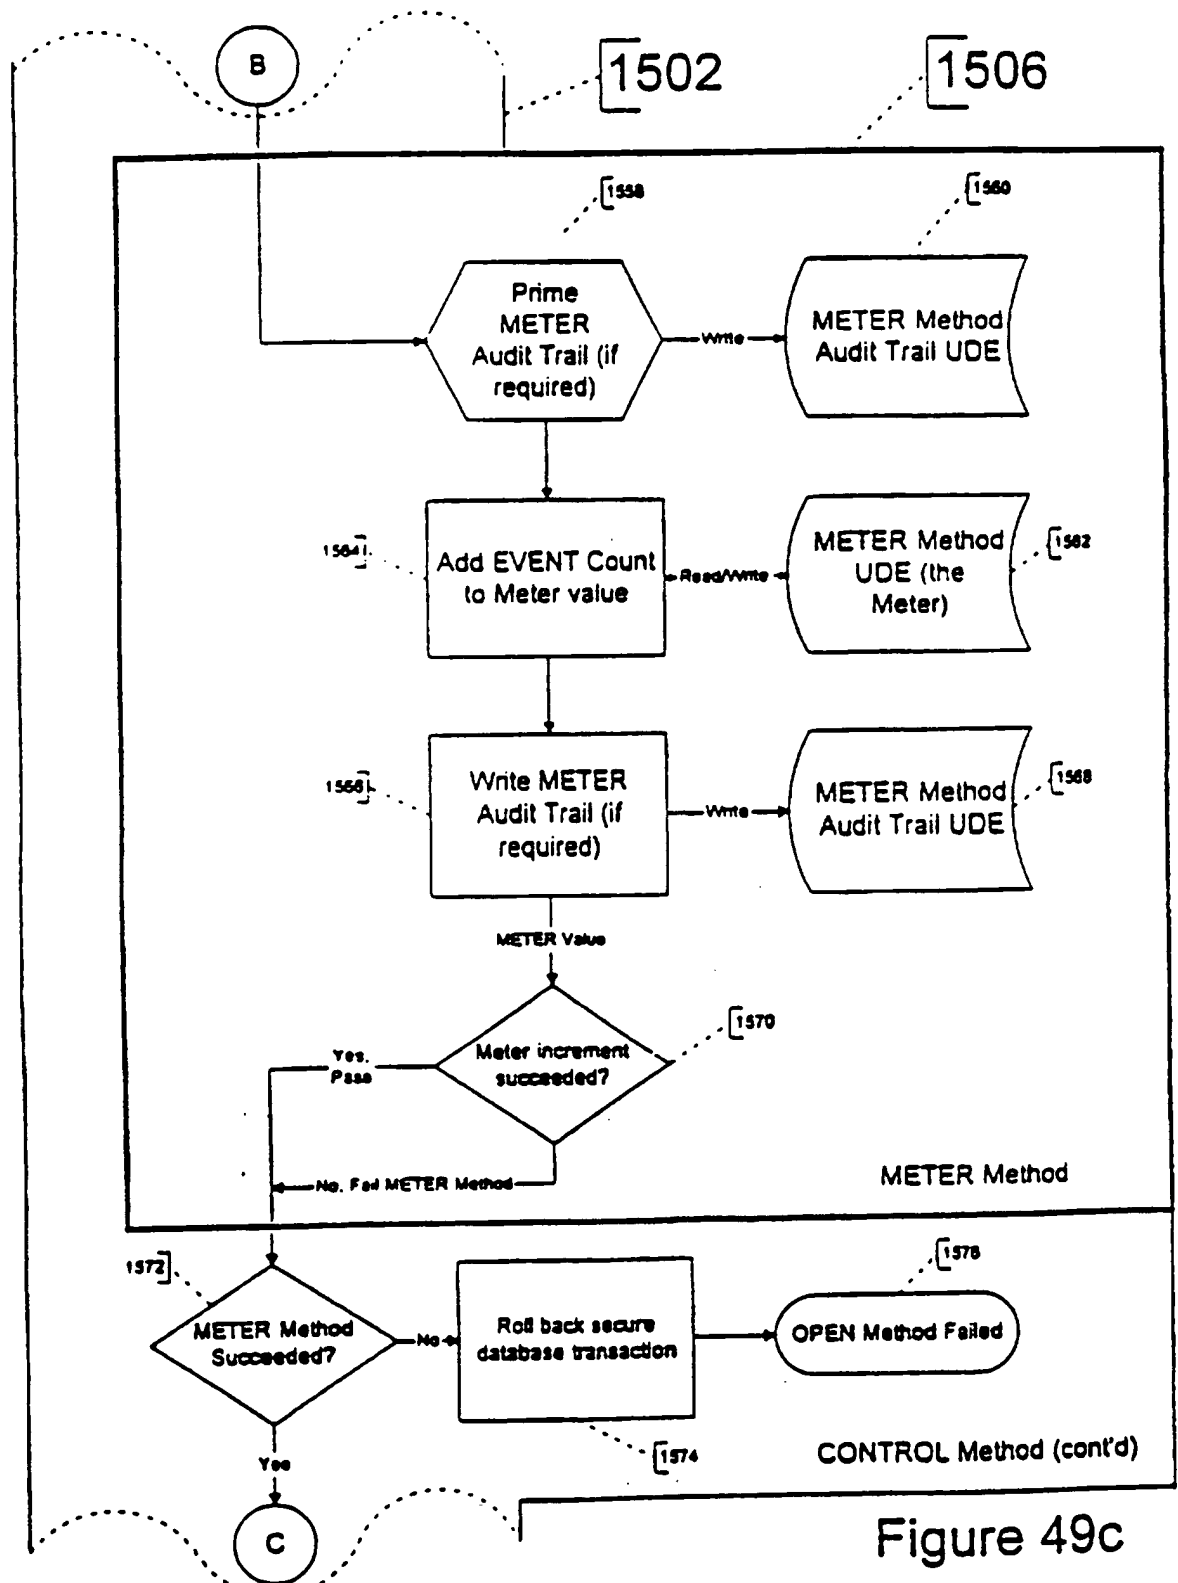 B
1502
1506
1558
1560
Prime
METER
Audit Trail (if
required)
Write
METER Method
Audit Trail UDE
1564
Add EVENT Count
to Meter value
Read/Write
METER Method
UDE (the
Meter)
1562
1566
Write METER
Audit Trail (if
required)
Write
METER Method
Audit Trail UDE
1568
METER Value
1570
Meter increment
succeeded?
Yes,
Pass
No, Fail METER Method
METER Method
1572
METER Method
Succeeded?
No
Roll back secure
database transaction
1576
OPEN Method Failed
1574
CONTROL Method (cont'd)
Yes
C
Figure 49c